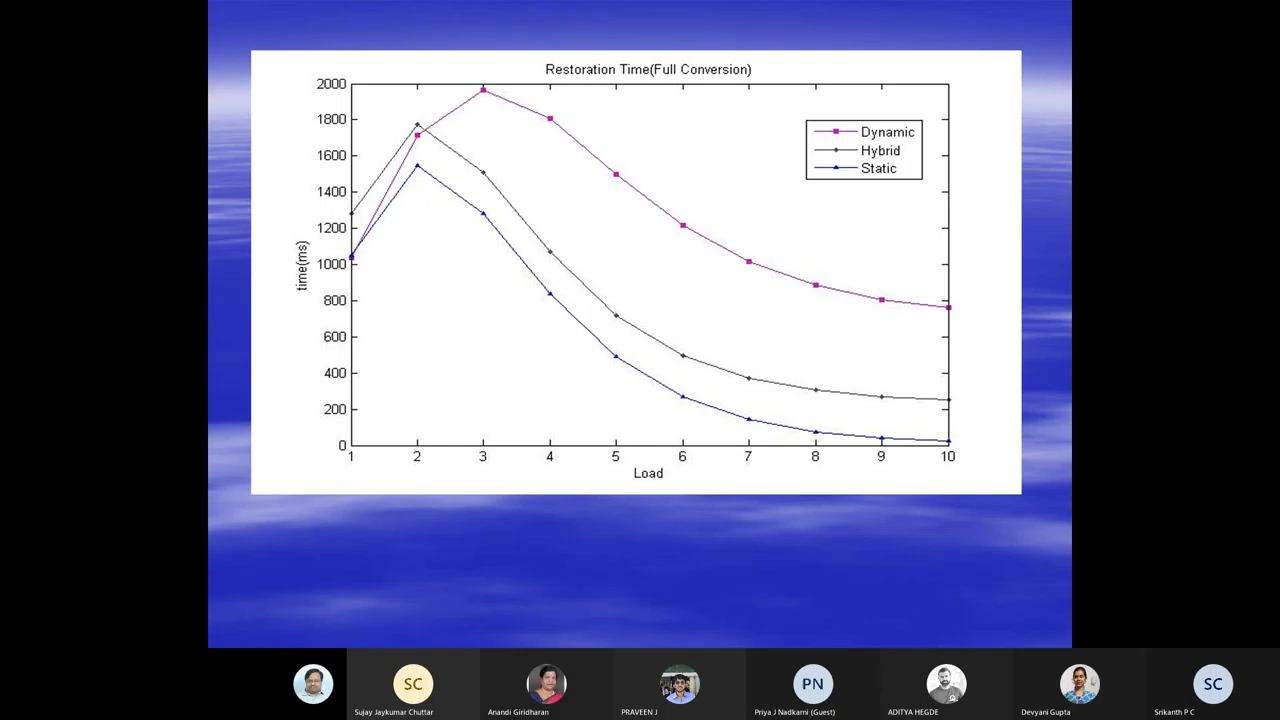 Restoration Time(Full Conversion)
2000
1800
1600
1400
1200
1000
800
600
400
200
0
time(ms)
Dynamic
Hybrid
Static
1 2 3 4 5 6 7 8 9 10
Load
SC PN SC
Sujay Jaykumar Chuttar Anandi Giridharan PRAVEEN J Priya J Nadkarni (Guest) ADITYA HEGDE Devyani Gupta Srikanth P C